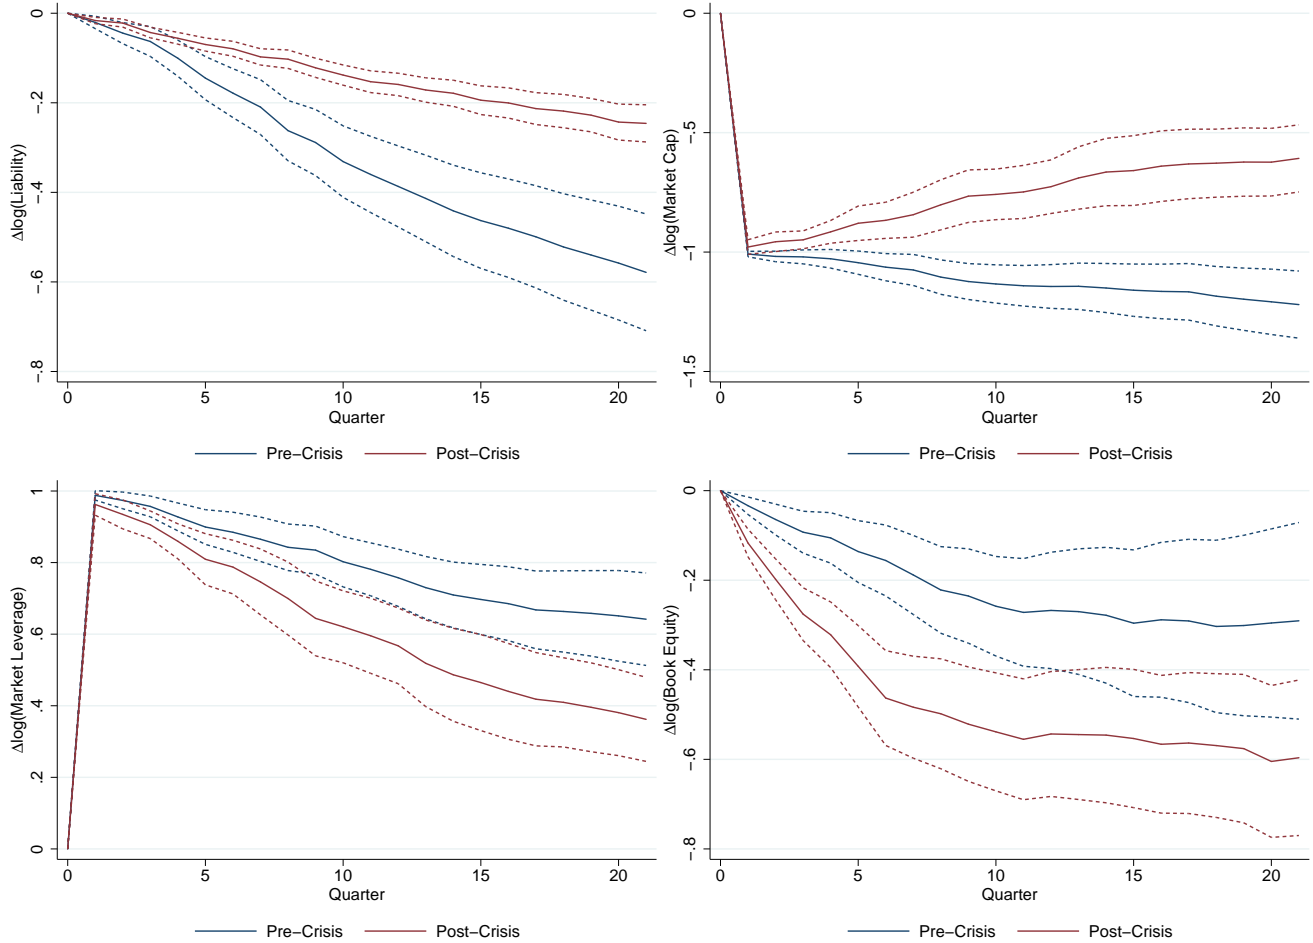 Δlog(Liability)
0
−.2
−.4
−.6
−.8
0 5 10 15 20
Quarter
Pre−Crisis Post−Crisis
Δlog(Market Cap)
0
−.5
−1
−1.5
0 5 10 15 20
Quarter
Pre−Crisis Post−Crisis
Δlog(Market Leverage)
1
.8
.6
.4
.2
0
0 5 10 15 20
Quarter
Pre−Crisis Post−Crisis
Δlog(Book Equity)
0
−.2
−.4
−.6
−.8
0 5 10 15 20
Quarter
Pre−Crisis Post−Crisis